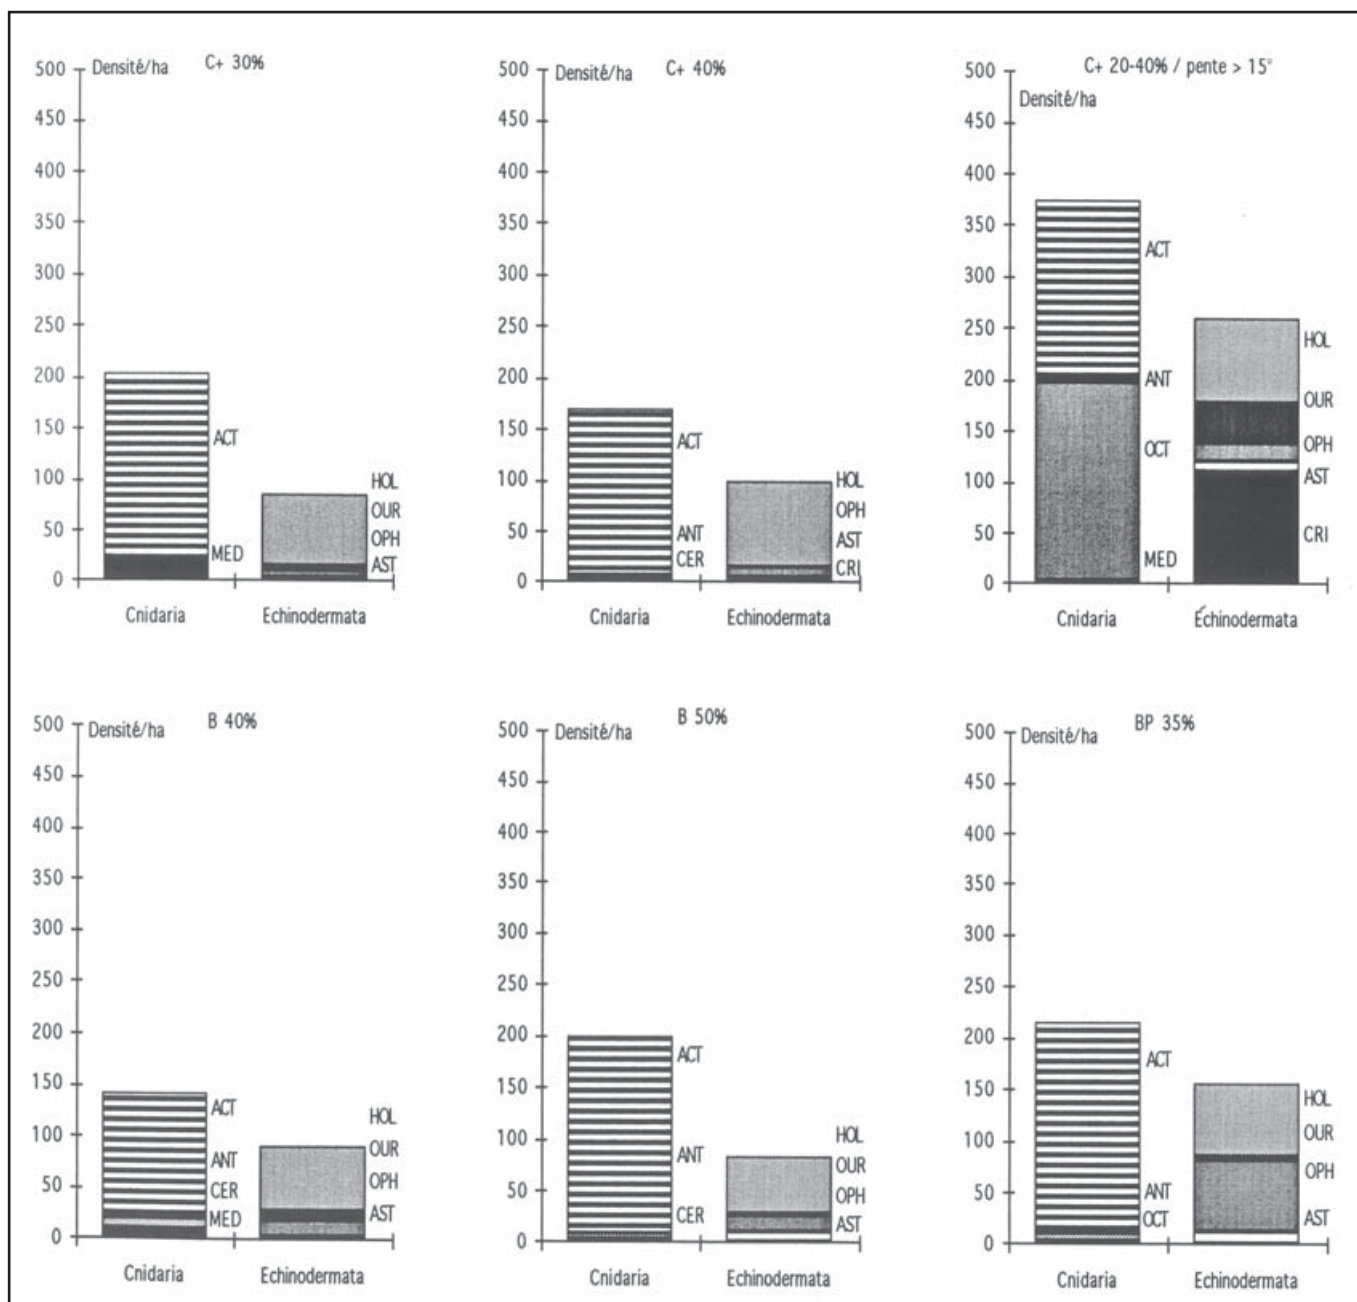 C+ 30%
Densité/ha
500
450
400
350
300
250
200
150
100
50
0
ACT
MED
HOL
OUR
OPH
AST
Cnidaria Echinodermata
C+ 40%
Densité/ha
500
450
400
350
300
250
200
150
100
50
0
ACT
ANT
CER
HOL
OPH
AST
CRI
Cnidaria Echinodermata
C+ 20-40% / pente > 15°
Densité/ha
500
450
400
350
300
250
200
150
100
50
0
ACT
ANT
OCT
MED
HOL
OUR
OPH
AST
CRI
Cnidaria Échinodermata
B 40%
Densité/ha
500
450
400
350
300
250
200
150
100
50
0
ACT
ANT
CER
MED
HOL
OUR
OPH
AST
Cnidaria Echinodermata
B 50%
Densité/ha
500
450
400
350
300
250
200
150
100
50
0
ACT
ANT
CER
HOL
OUR
OPH
AST
Cnidaria Echinodermata
BP 35%
Densité/ha
500
450
400
350
300
250
200
150
100
50
0
ACT
ANT
OCT
HOL
OUR
OPH
AST
Cnidaria Echinodermata